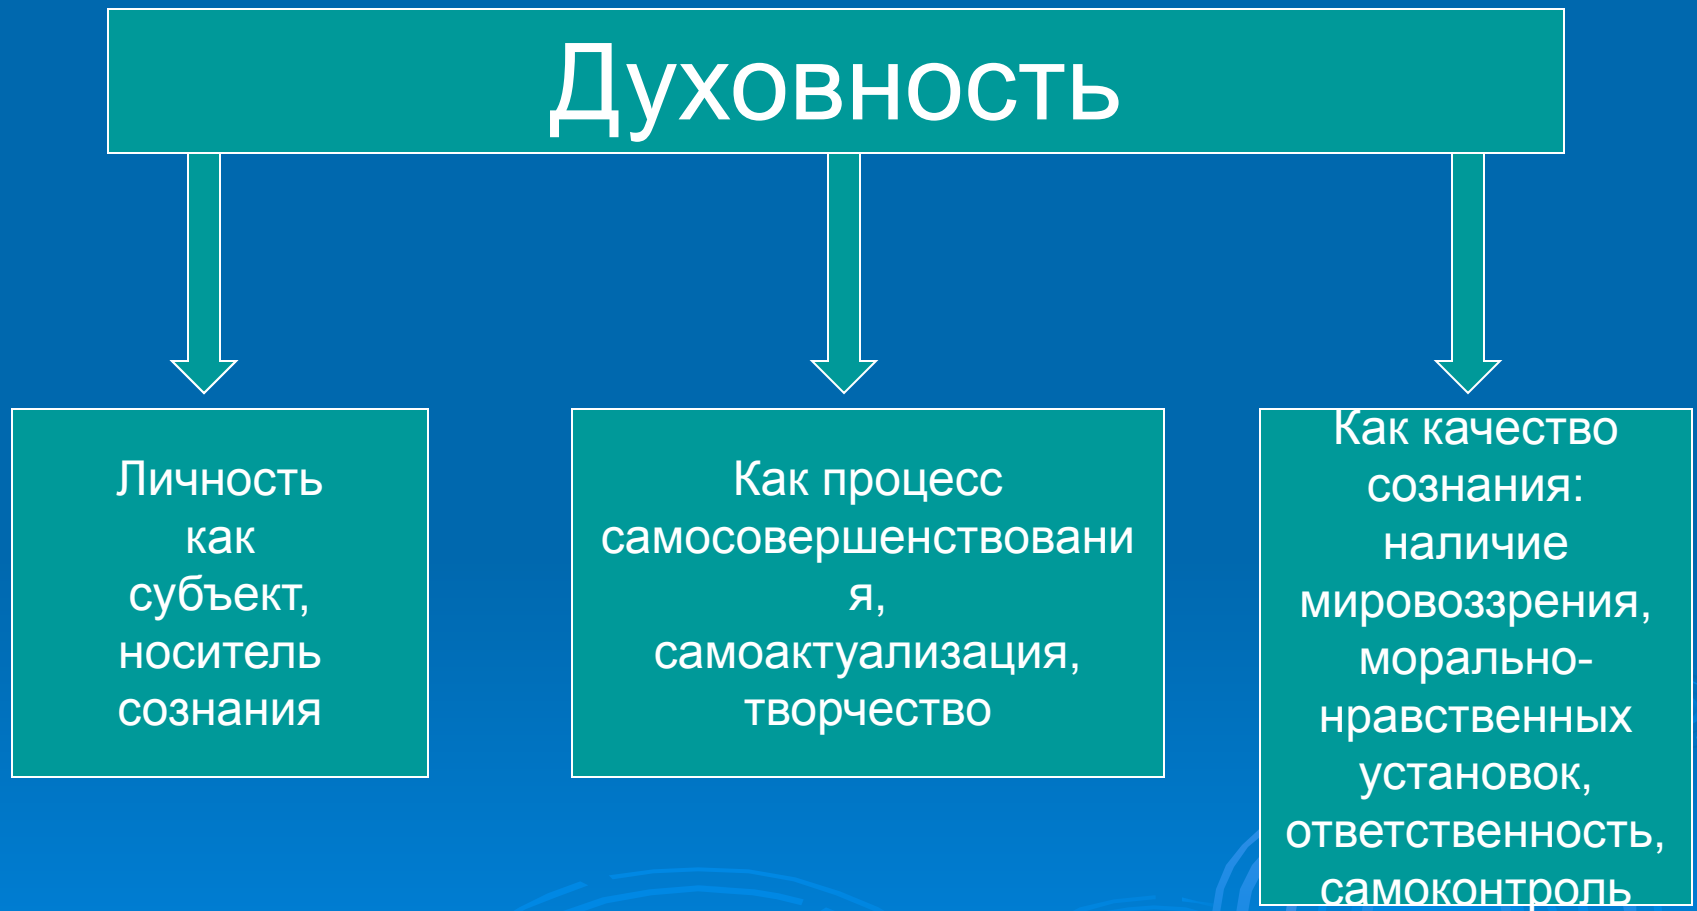 Духовность
Личность
как
субъект,
носитель
сознания
Как процесс
самосовершенствовани
я,
самоактуализация,
творчество
Как качество
сознания:
наличие
мировоззрения,
морально-
нравственных
установок,
ответственность,
самоконтроль